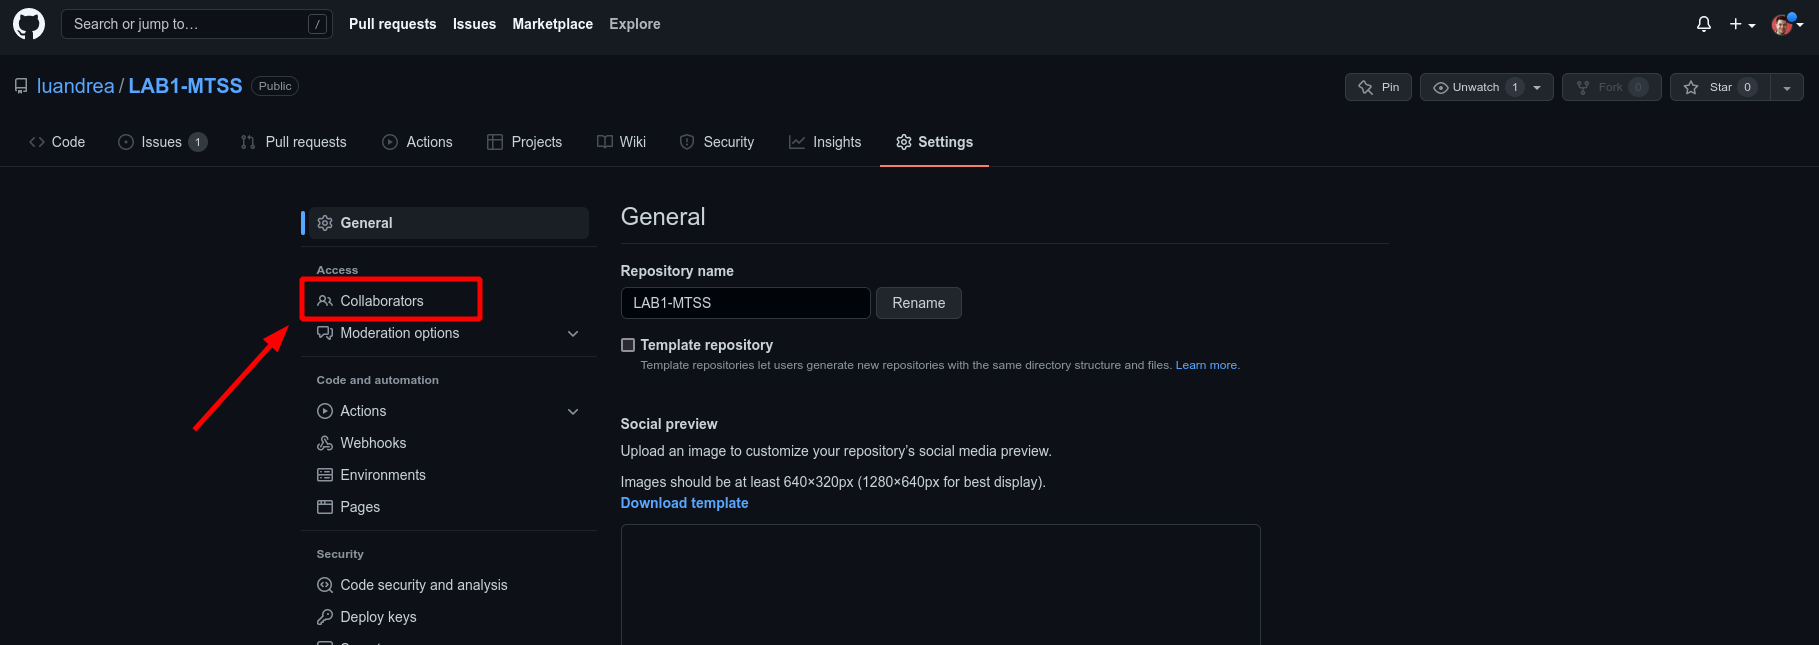 Search or jump to… / Pull requests Issues Marketplace Explore
luandrea / LAB1-MTSS Public Pin Unwatch 1 Fork 0 Star 0
Code Issues 1 Pull requests Actions Projects Wiki Security Insights Settings
General
Access
Collaborators
Moderation options
Code and automation
Actions
Webhooks
Environments
Pages
Security
Code security and analysis
Deploy keys
General
Repository name
LAB1-MTSS Rename
Template repository
Template repositories let users generate new repositories with the same directory structure and files. Learn more.
Social preview
Upload an image to customize your repository's social media preview.
Images should be at least 640×320px (1280×640px for best display).
Download template